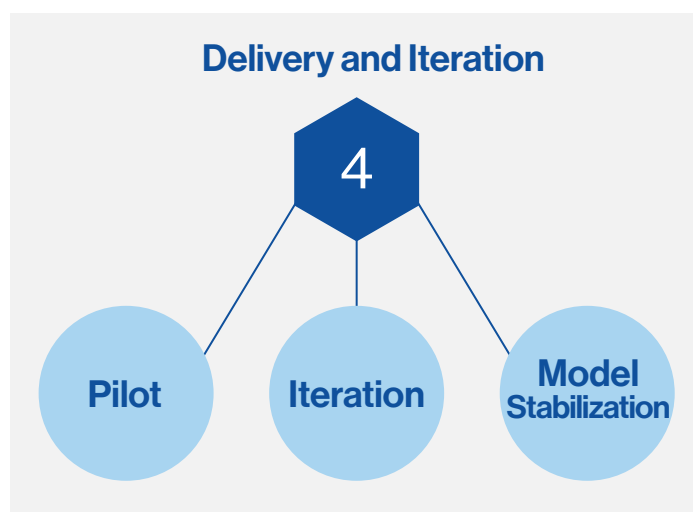 Delivery and Iteration
4
Pilot
Iteration
Model
Stabilization